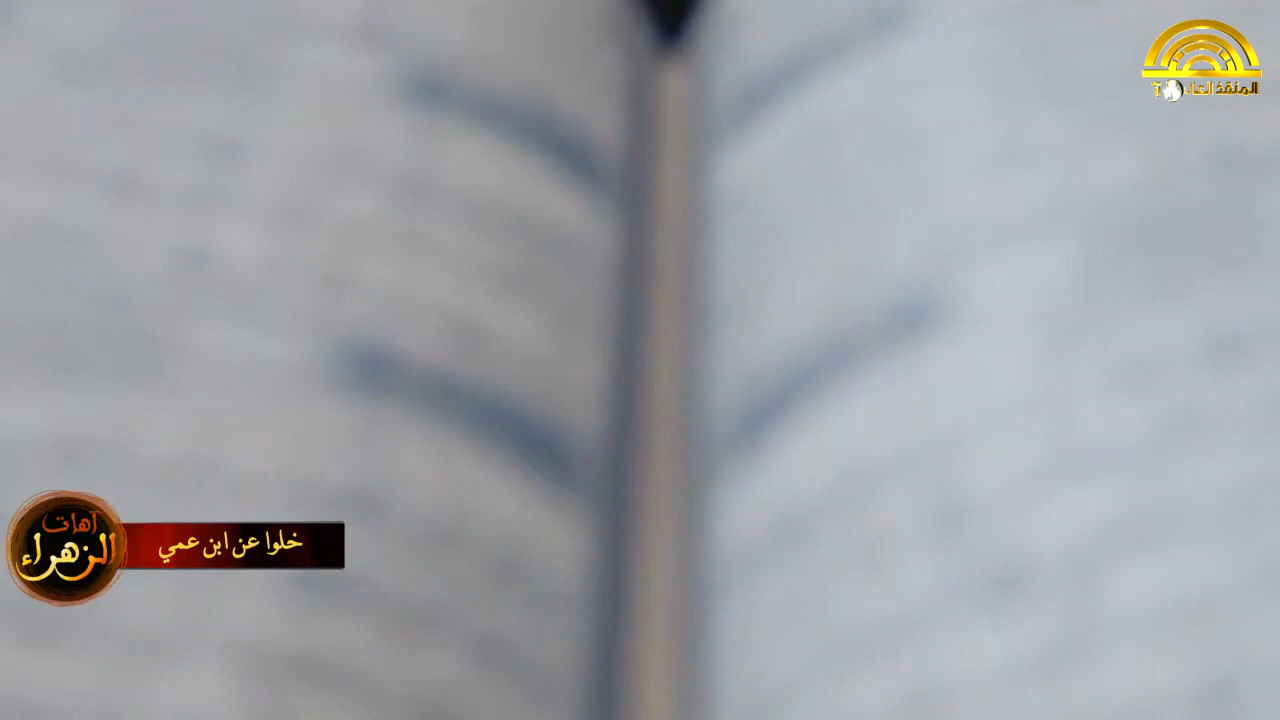 المنقذ
آهات
الزهراء
خلوا عن ابن عمي